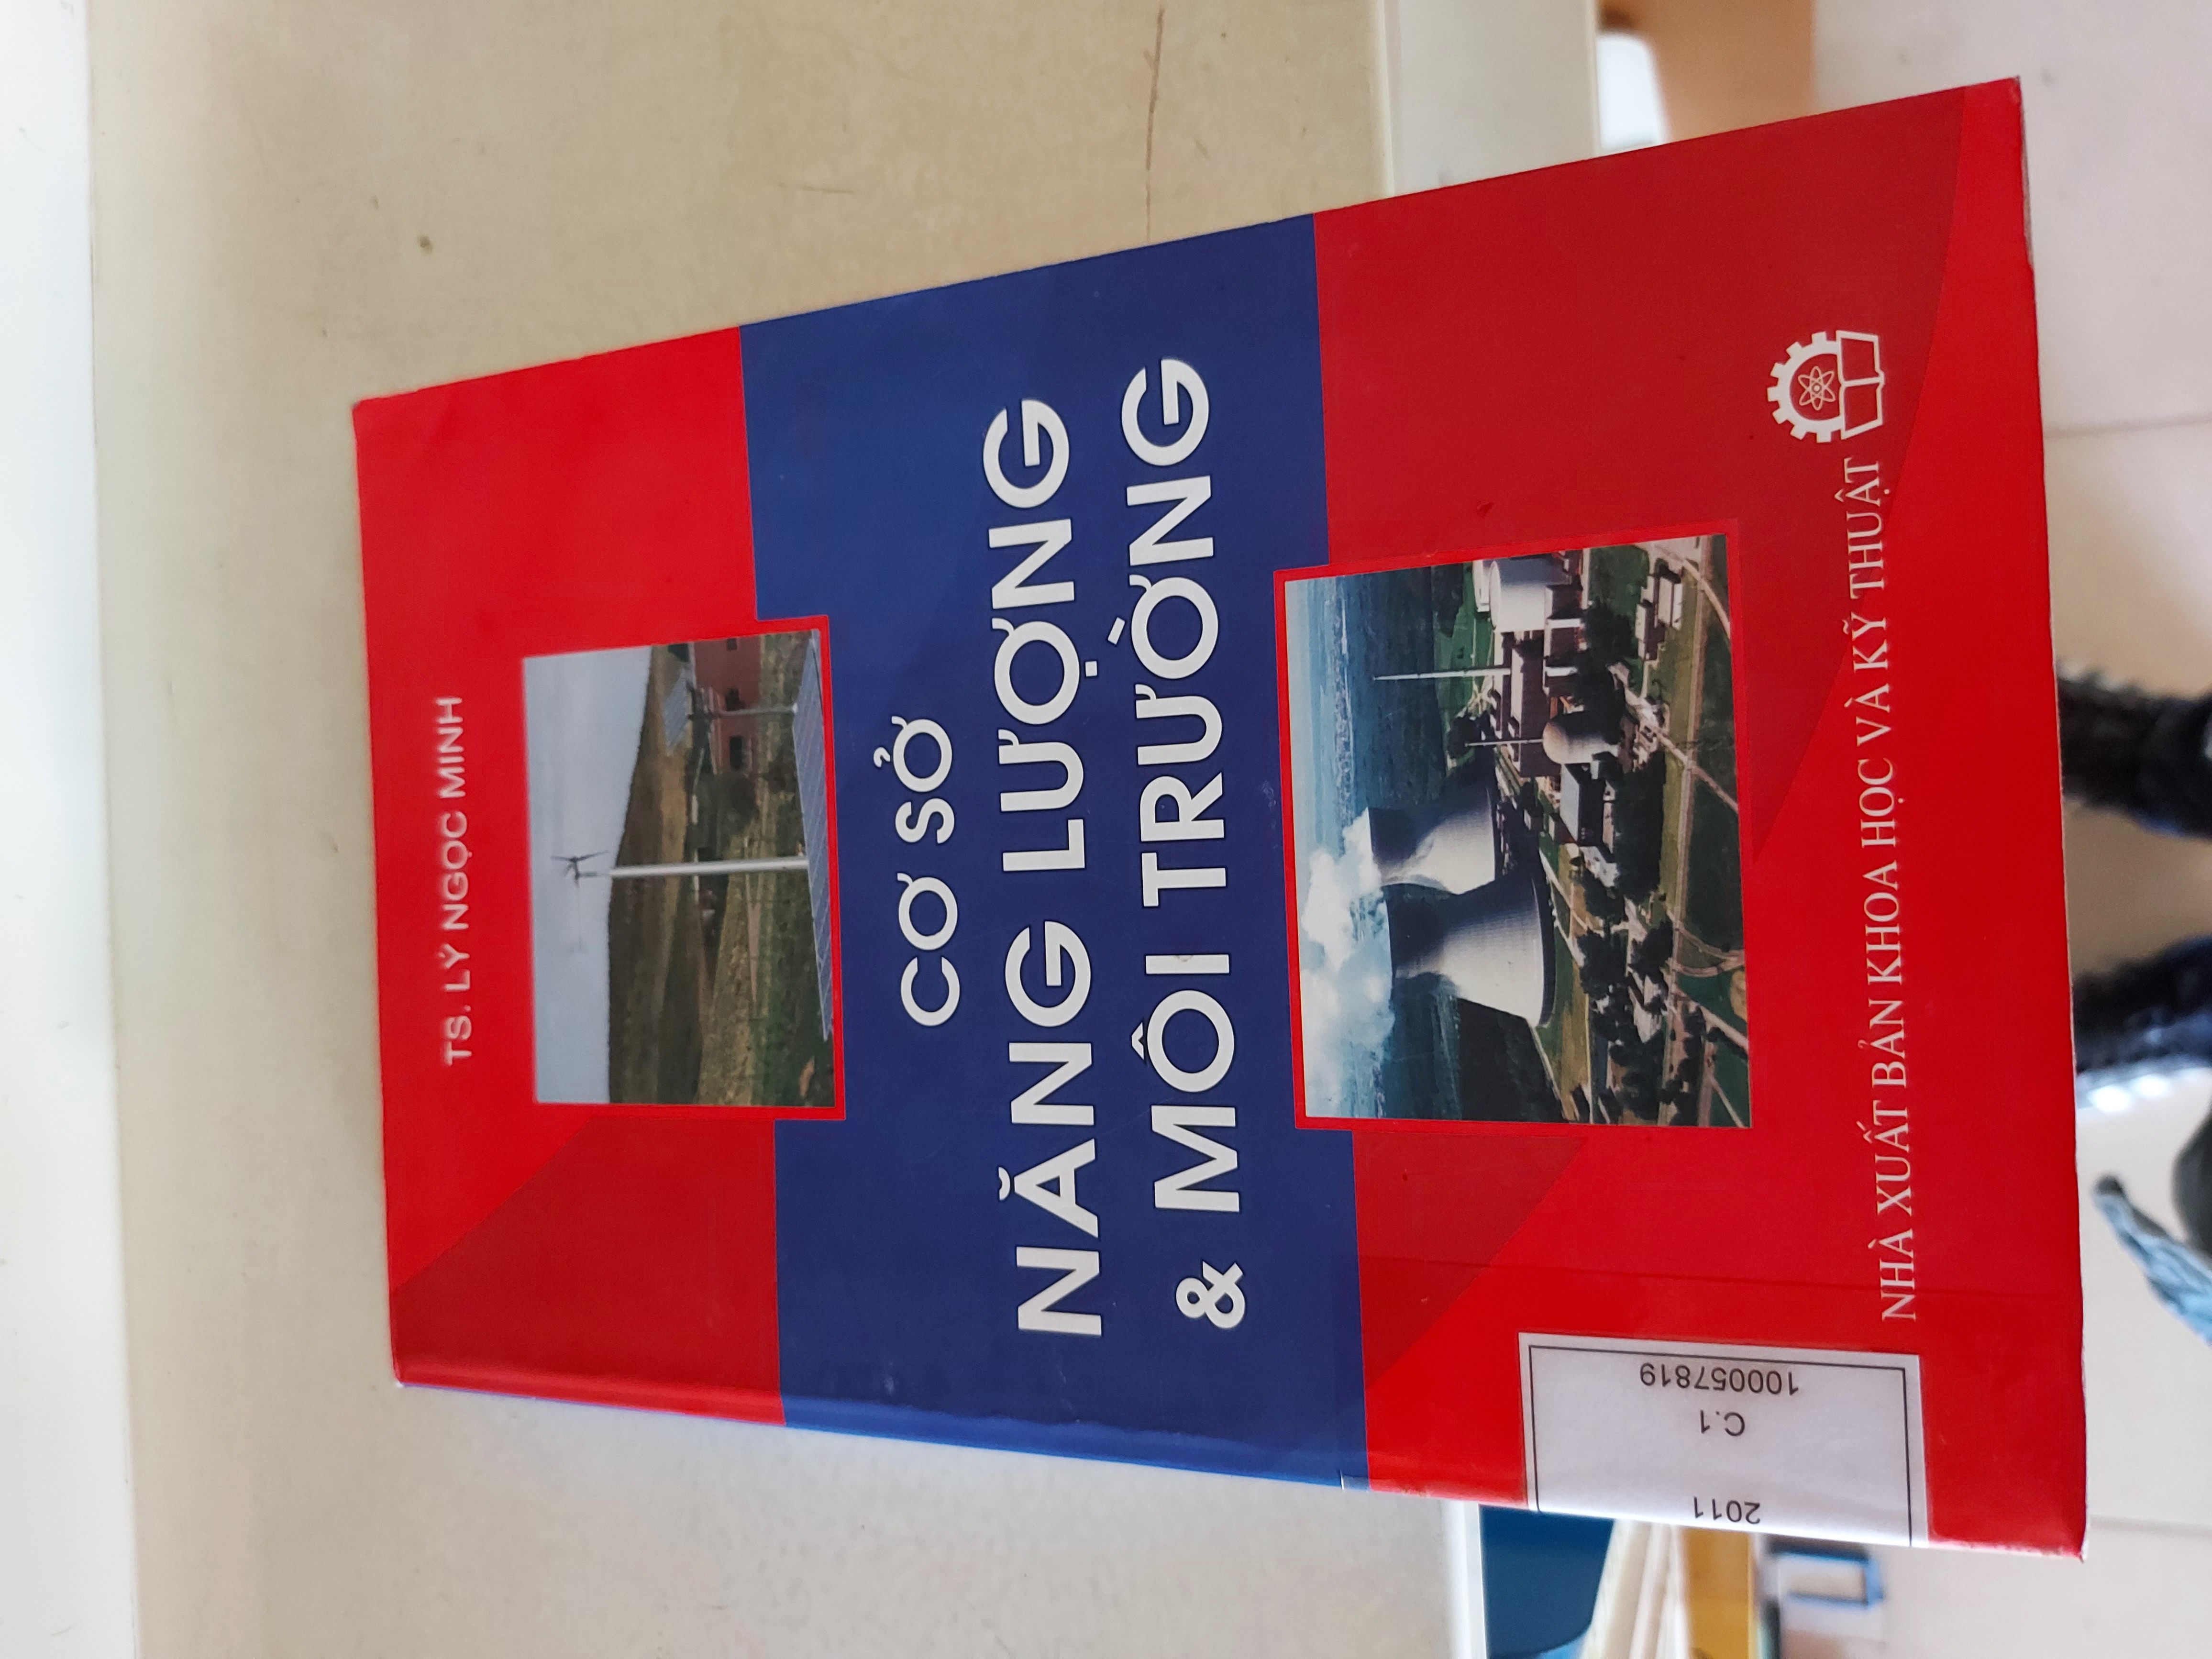 TS. LÝ NGỌC MINH
CƠ SỞ
NĂNG LƯỢNG
& MÔI TRƯỜNG
2011
C.1
100057819
NHÀ XUẤT BẢN KHOA HỌC VÀ KỸ THUẬT